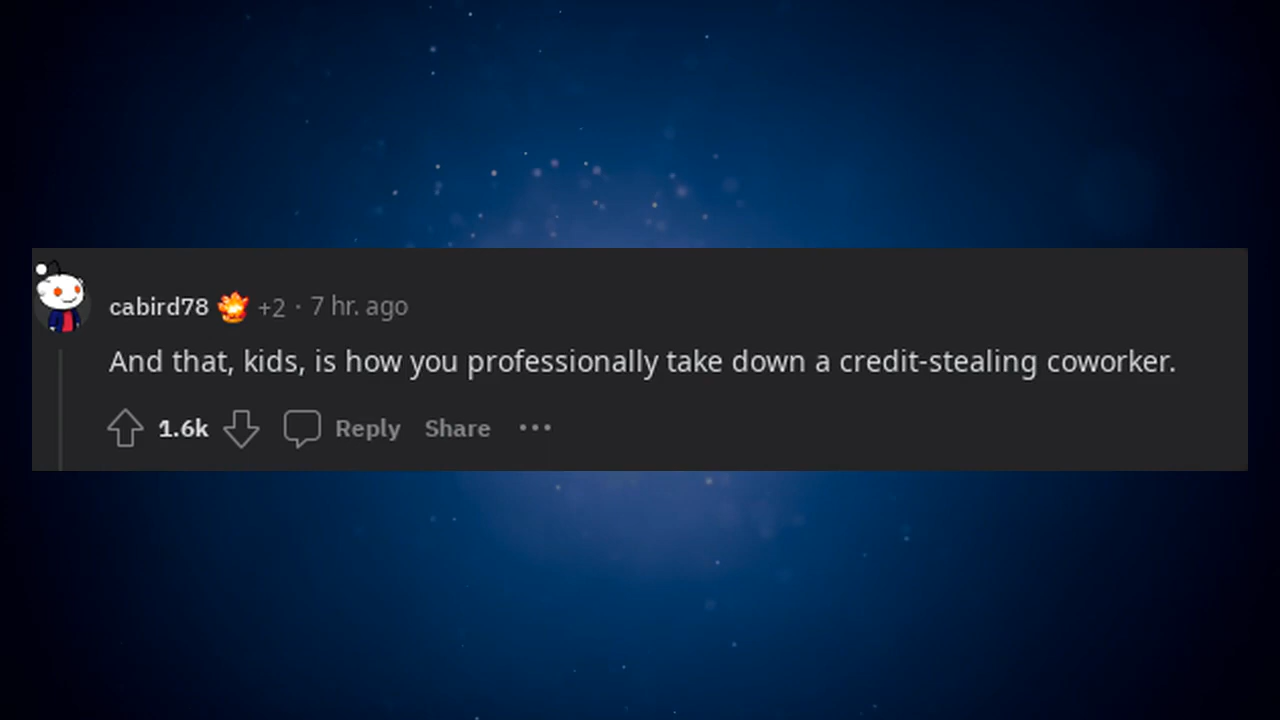 cabird78 +2 · 7 hr. ago
And that, kids, is how you professionally take down a credit-stealing coworker.
1.6k Reply Share